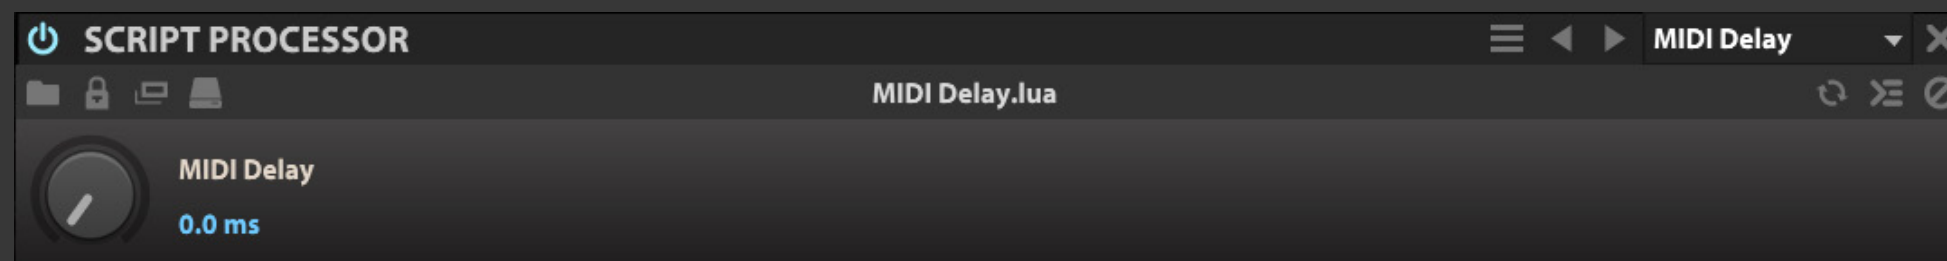 SCRIPT PROCESSOR
MIDI Delay
MIDI Delay.lua
MIDI Delay
0.0 ms